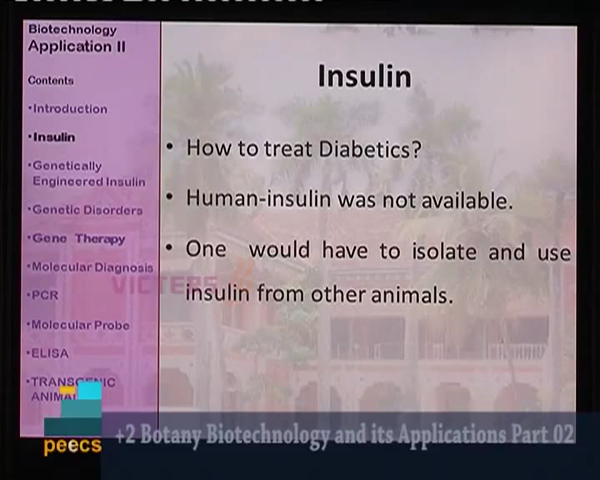 Biotechnology
Application II
Contents
•Introduction
•Insulin
•Genetically
Engineered Insulin
•Genetic Disorders
•Gene Therapy
•Molecular Diagnosis
•PCR
•Molecular Probe
•ELISA
•TRANSGENIC
Insulin
• How to treat Diabetics?
• Human-insulin was not available.
• One would have to isolate and use
insulin from other animals.
VICTERS
peecs
+2 Botany Biotechnology and its Applications Part 02